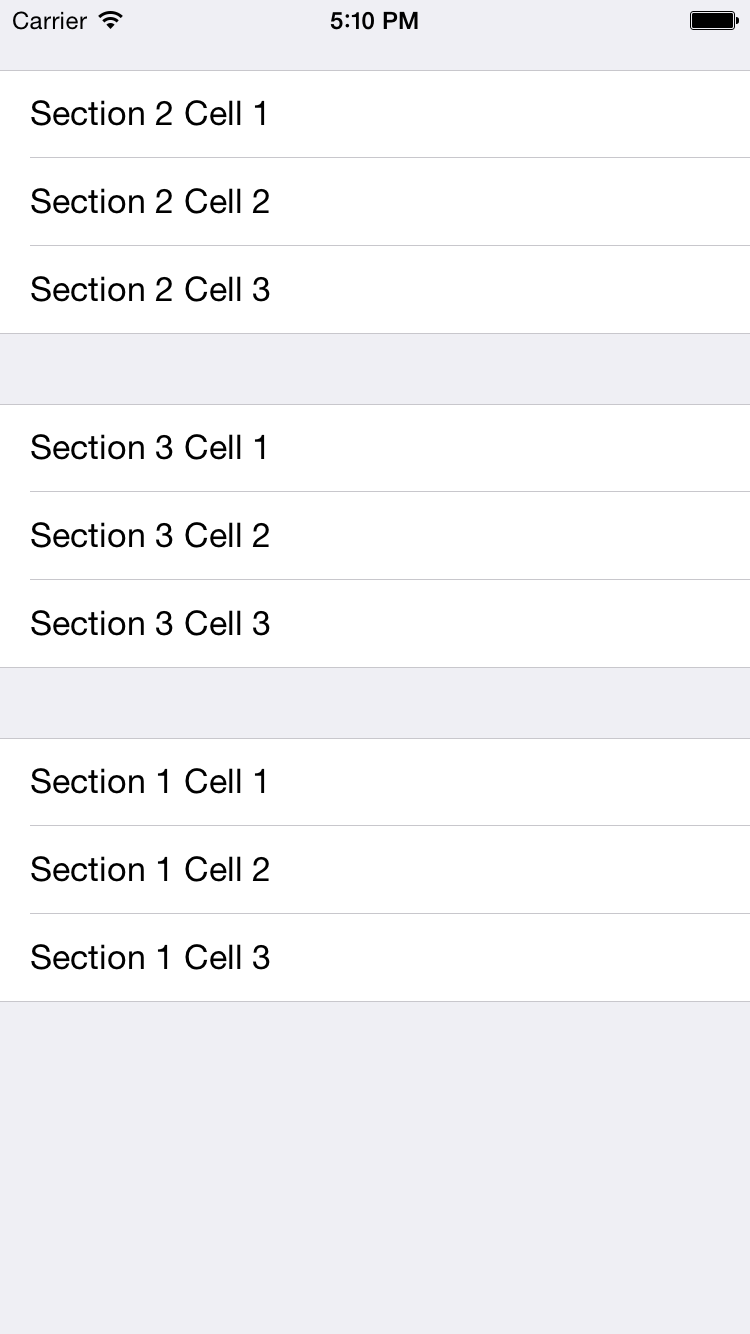 Carrier 5:10 PM
Section 2 Cell 1
Section 2 Cell 2
Section 2 Cell 3
Section 3 Cell 1
Section 3 Cell 2
Section 3 Cell 3
Section 1 Cell 1
Section 1 Cell 2
Section 1 Cell 3